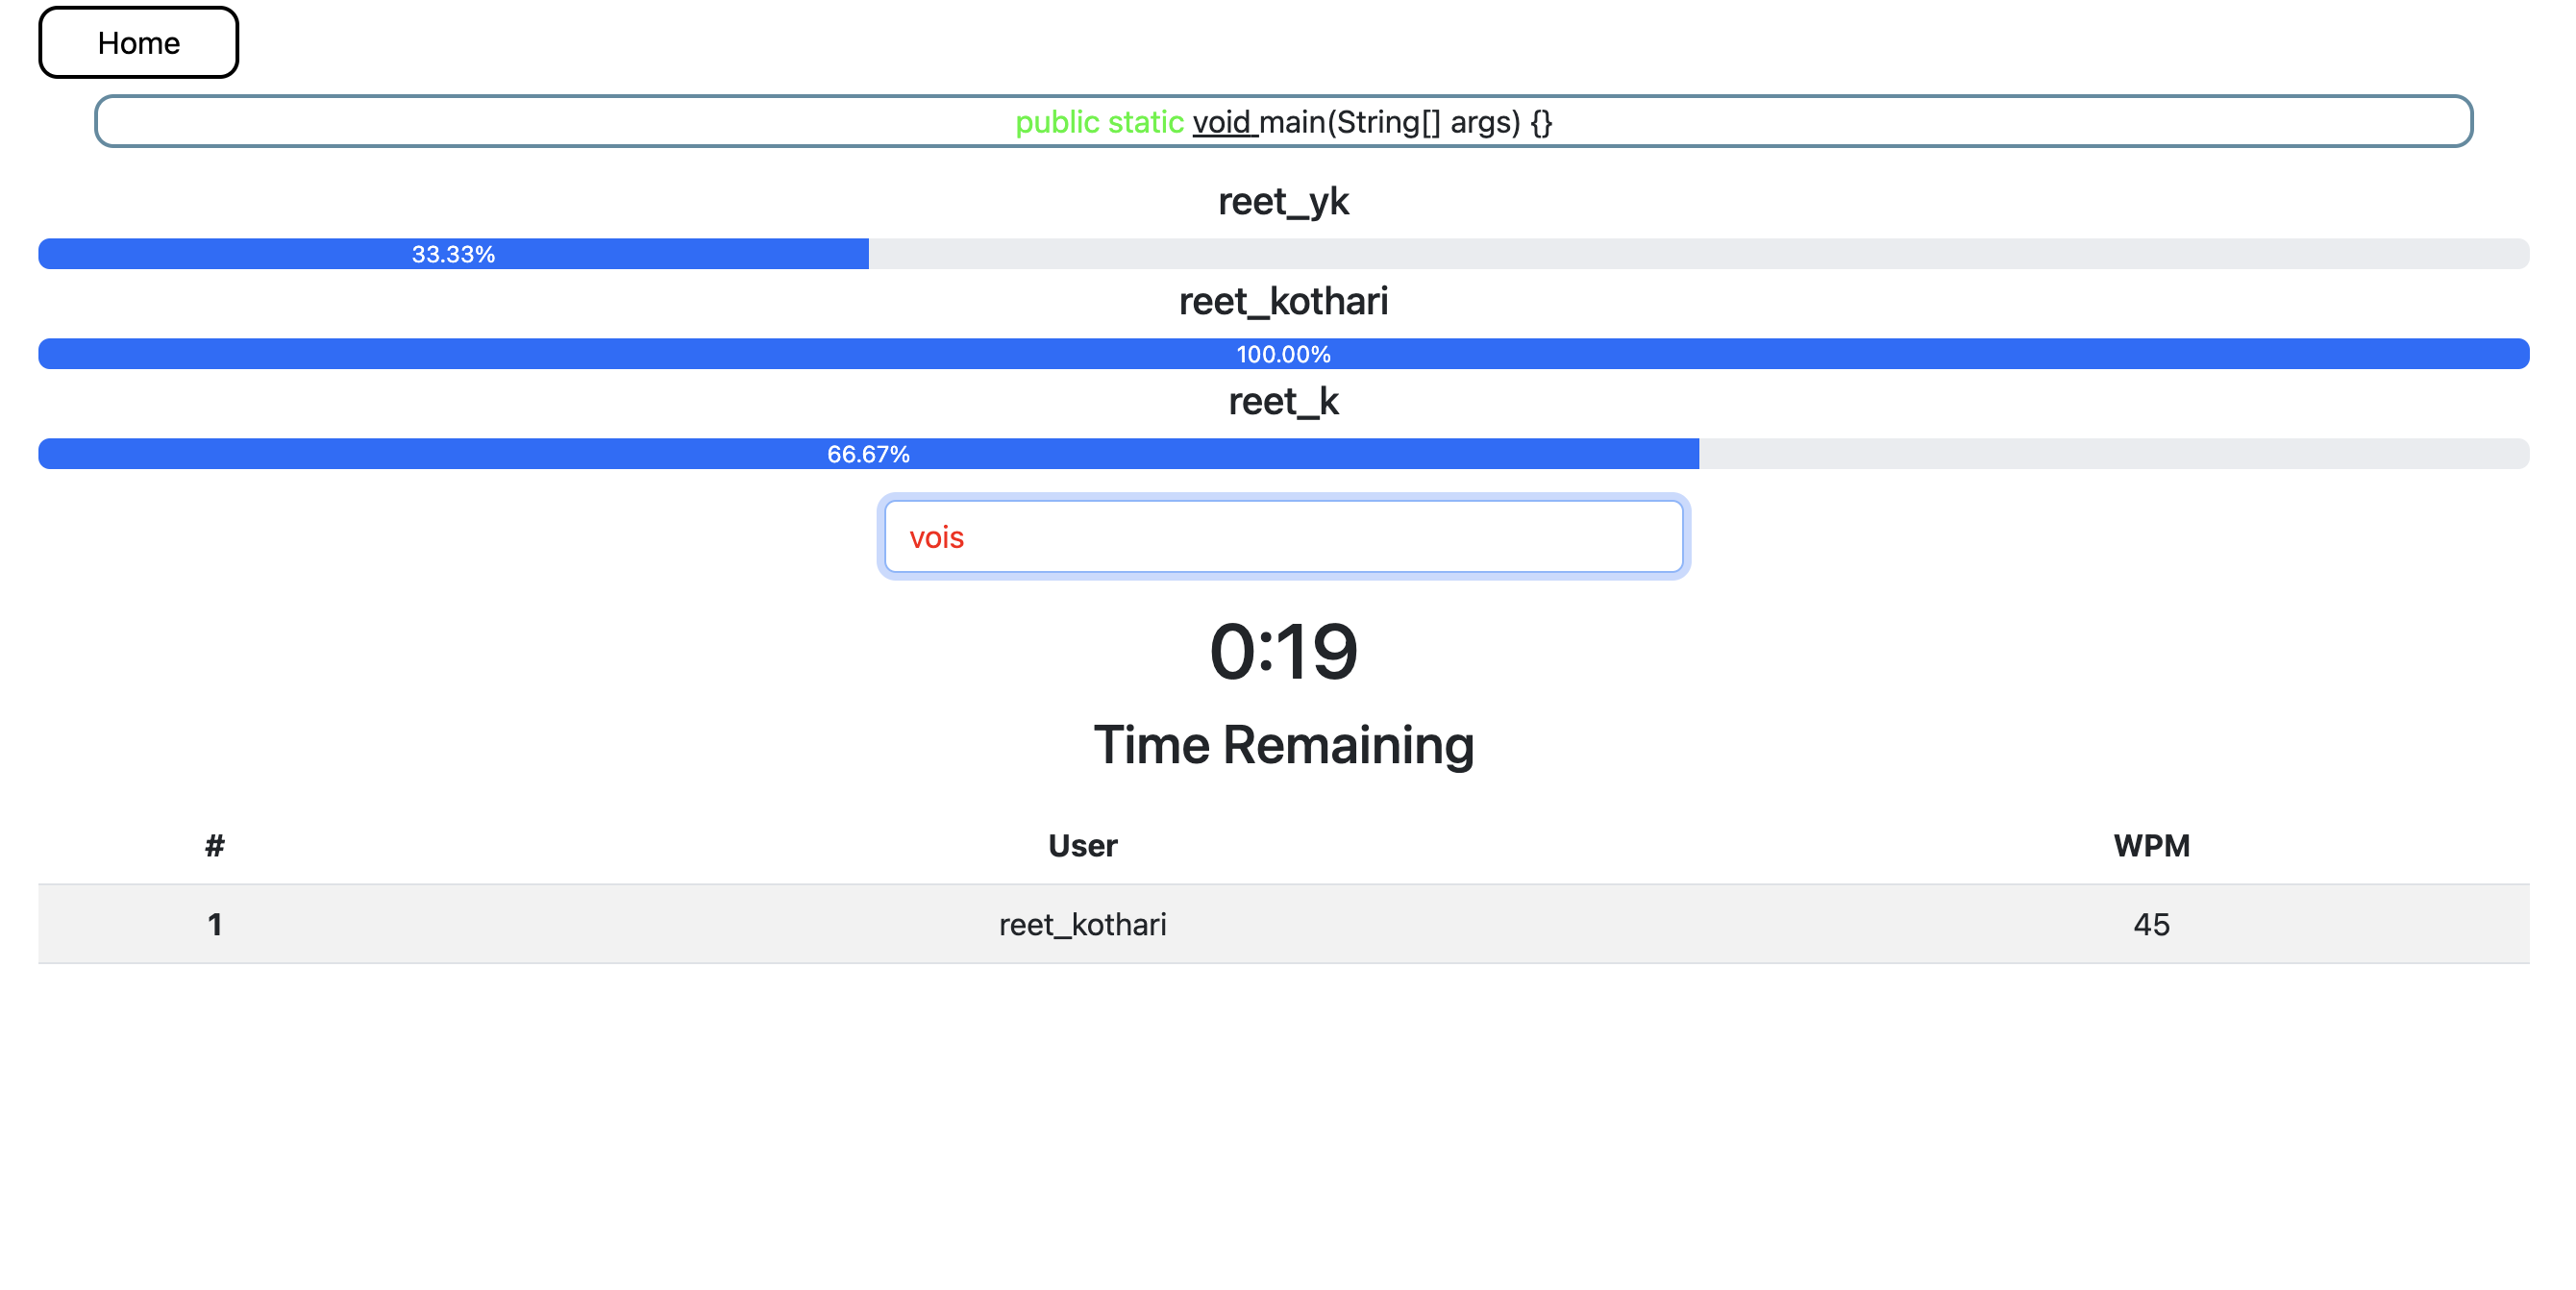 Home
public static void main(String[] args) {}
reet_yk
33.33%
reet_kothari
100.00%
reet_k
66.67%
vois
0:19
Time Remaining
# User WPM
1 reet_kothari 45